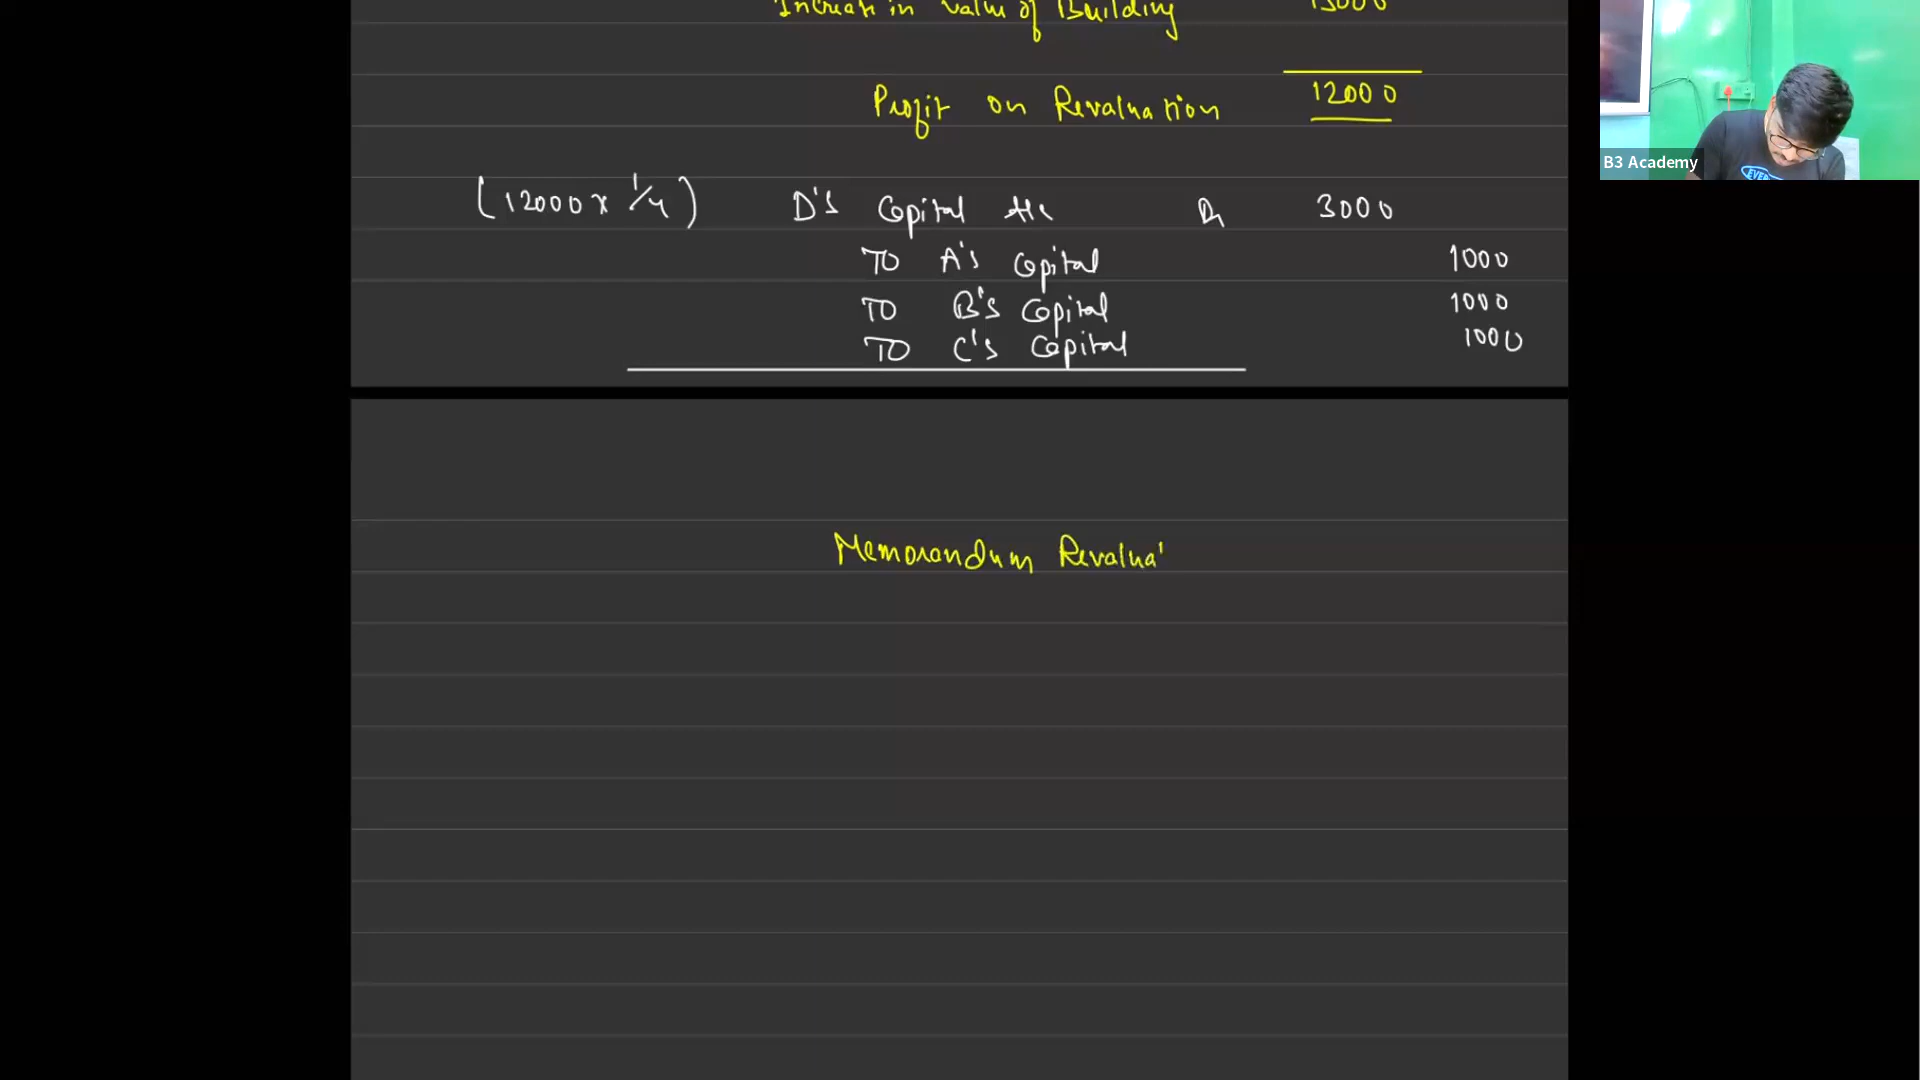 Increase in value of Building 15000
Profit on Revaluation 12000
(12000 x 1/4) D's Capital A/c Dr 3000
TO A's Capital 1000
TO B's Capital 1000
TO C's Capital 1000
Memorandum Revalua
B3 Academy